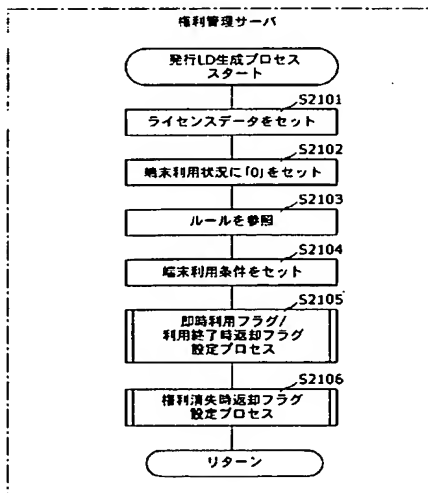 権利管理サーバ
発行LD生成プロセス
スタート
S2101
ライセンスデータをセット
S2102
端末利用状況に「0」をセット
S2103
ルールを参照
S2104
端末利用条件をセット
S2105
即時利用フラグ/
利用終了時返却フラグ
設定プロセス
S2106
権利消失時返却フラグ
設定プロセス
リターン